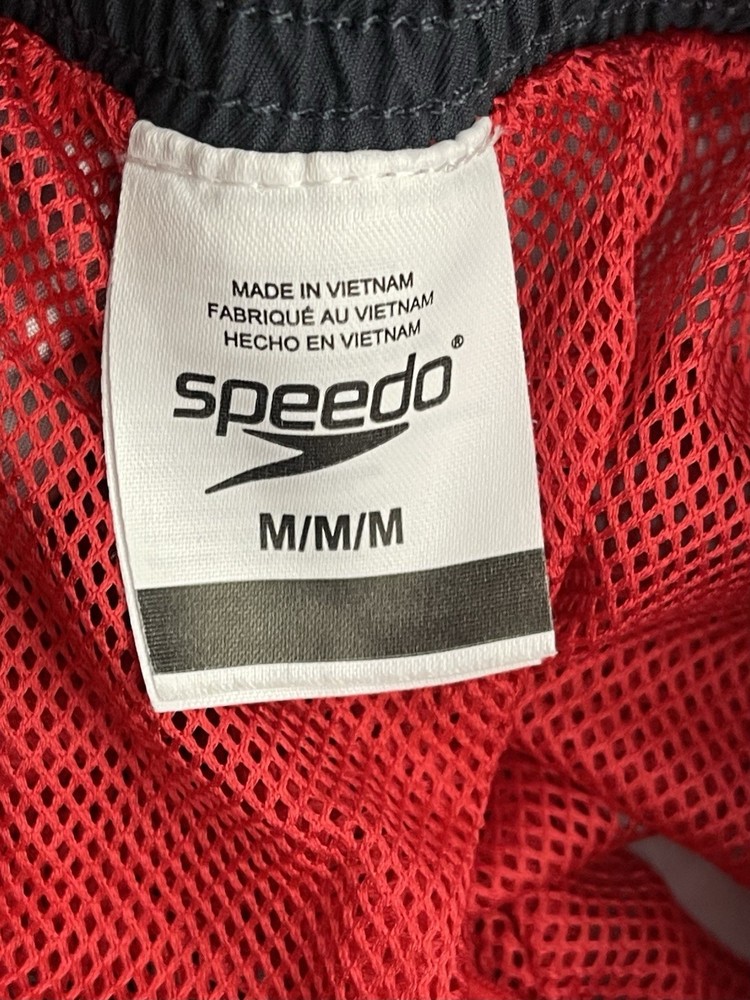 MADE IN VIETNAM
FABRIQUÉ AU VIETNAM
HECHO EN VIETNAM
speedo®
M/M/M